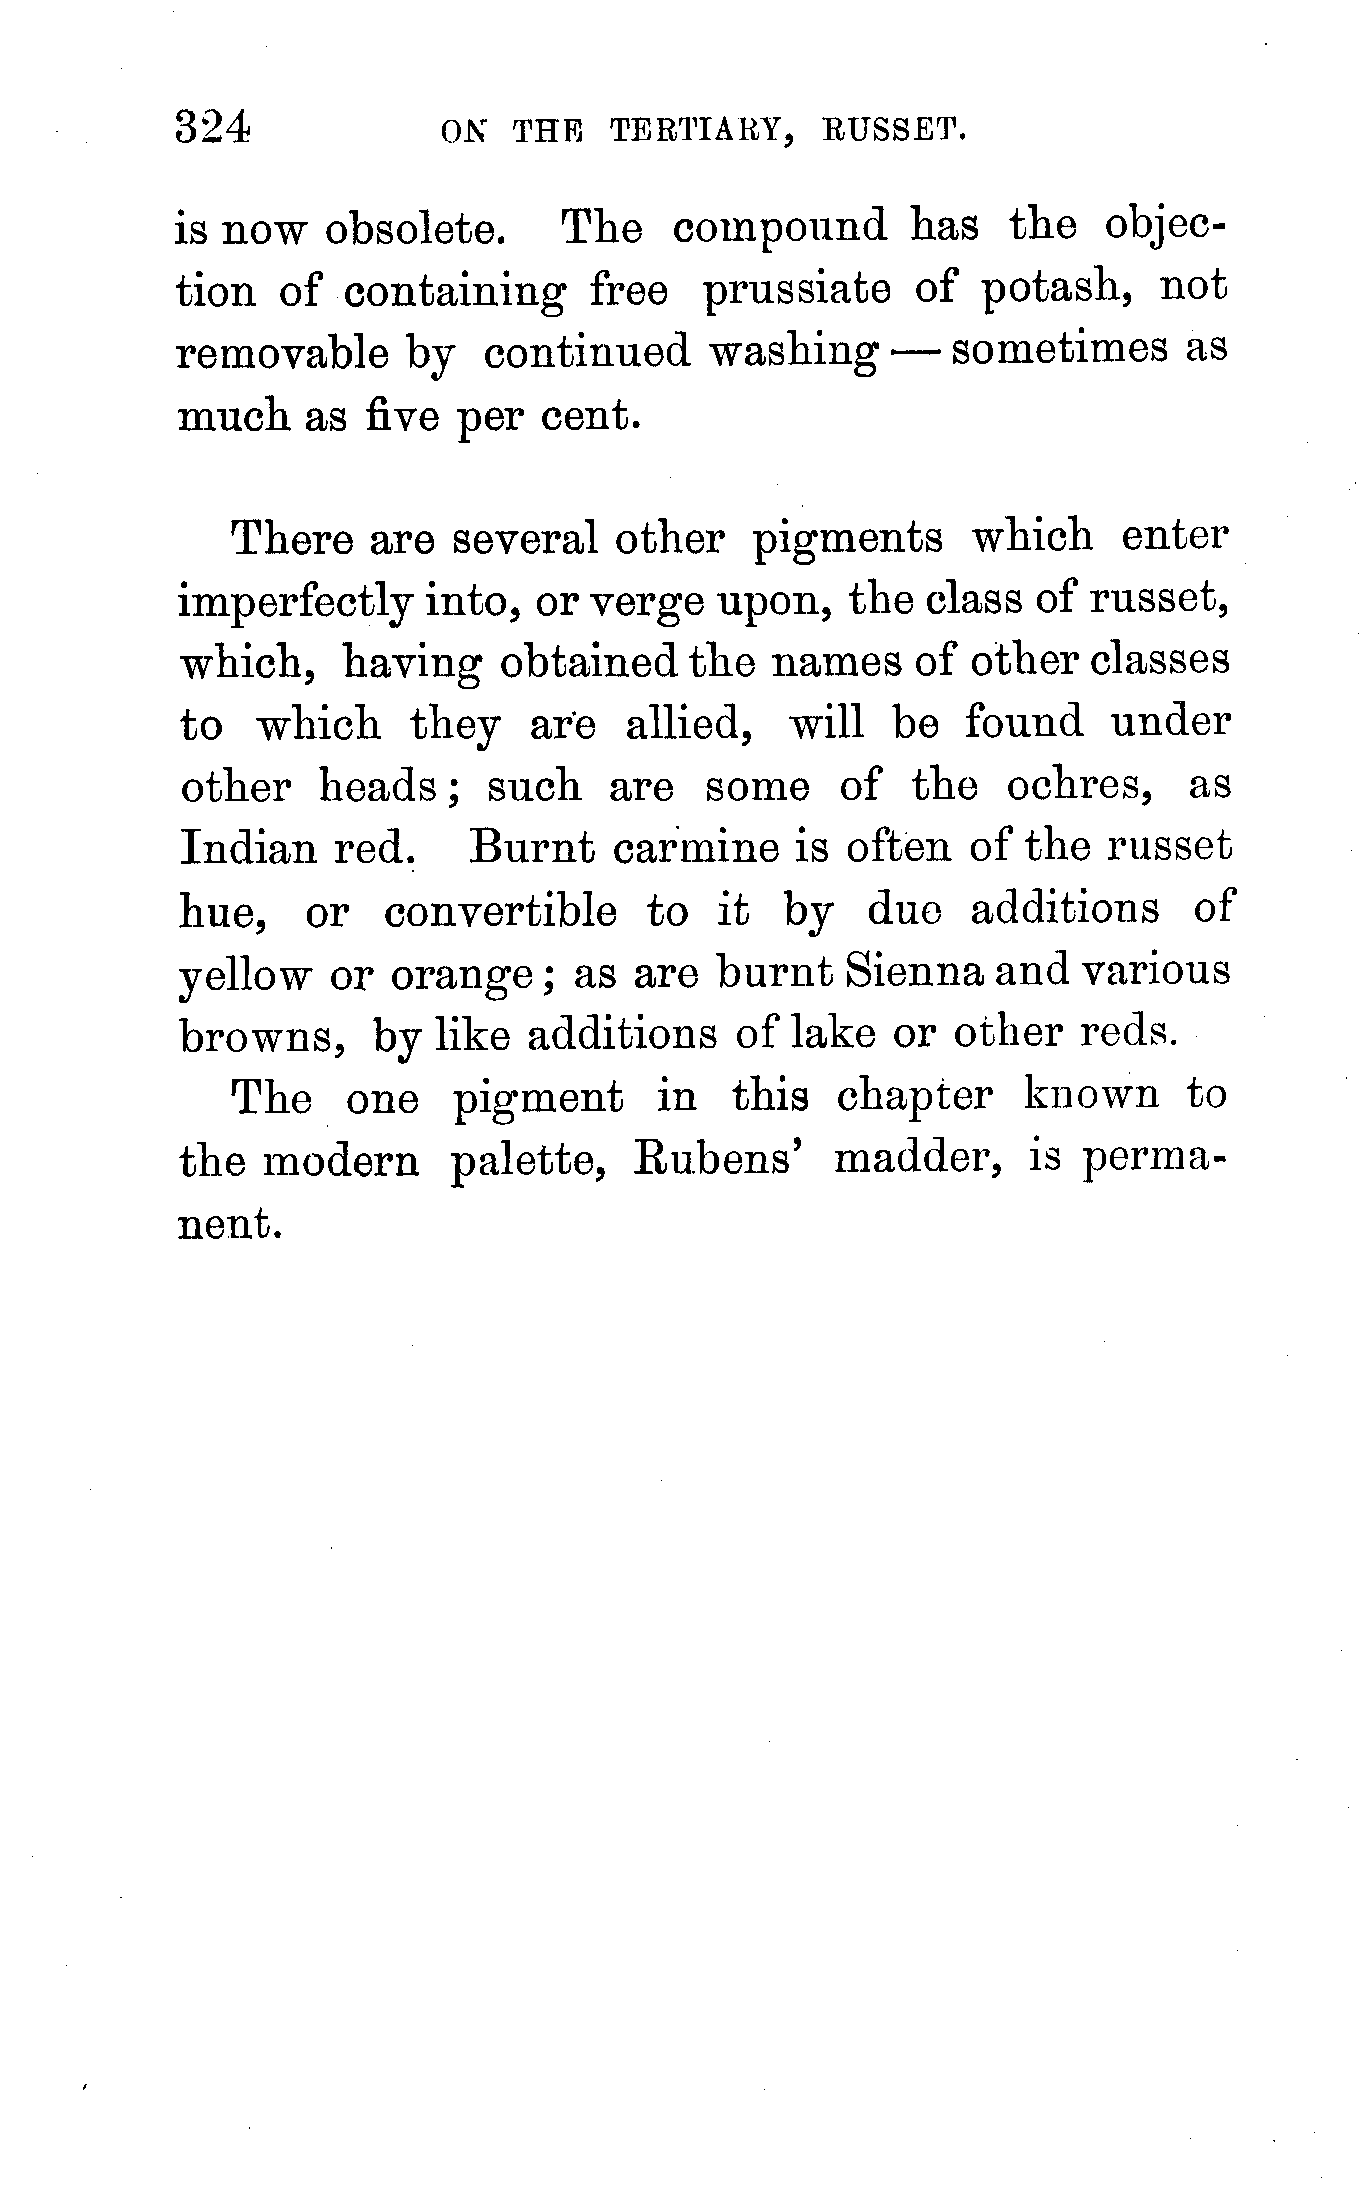 324 ON THE TERTIARY, RUSSET.
is now obsolete. The compound has the objec-
tion of containing free prussiate of potash, not
removable by continued washing — sometimes as
much as five per cent.
There are several other pigments which enter
imperfectly into, or verge upon, the class of russet,
which, having obtained the names of other classes
to which they are allied, will be found under
other heads; such are some of the ochres, as
Indian red. Burnt carmine is often of the russet
hue, or convertible to it by due additions of
yellow or orange; as are burnt Sienna and various
browns, by like additions of lake or other reds.
The one pigment in this chapter known to
the modern palette, Rubens' madder, is perma-
nent.